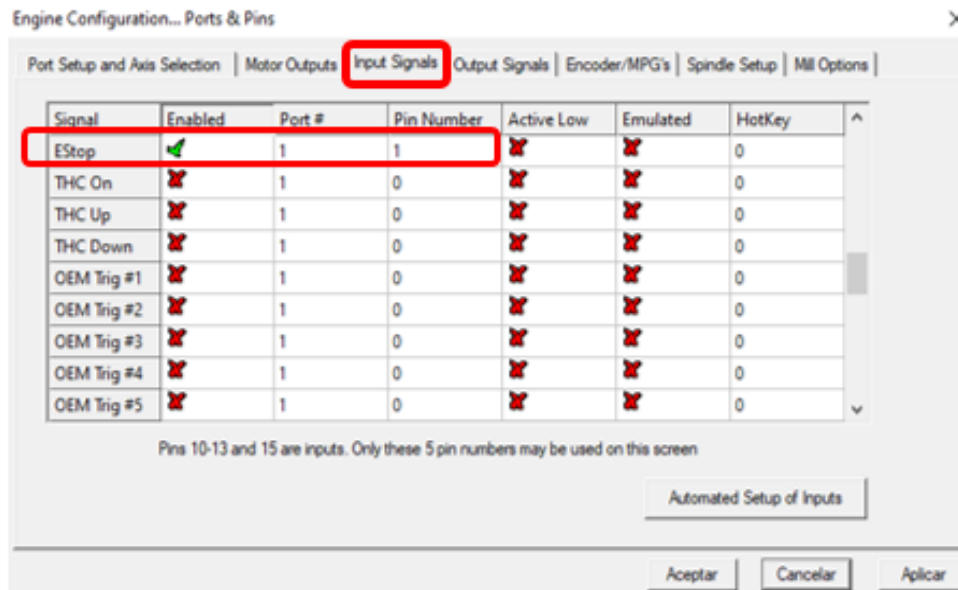 Engine Configuration... Ports & Pins
Port Setup and Axis Selection Motor Outputs Input Signals Output Signals Encoder/MPG's Spindle Setup Mill Options
Signal Enabled Port # Pin Number Active Low Emulated HotKey
EStop 1 1 0
THC On 1 0 0
THC Up 1 0 0
THC Down 1 0 0
OEM Trig #1 1 0 0
OEM Trig #2 1 0 0
OEM Trig #3 1 0 0
OEM Trig #4 1 0 0
OEM Trig #5 1 0 0
Pins 10-13 and 15 are inputs. Only these 5 pin numbers may be used on this screen
Automated Setup of Inputs
Aceptar Cancelar Aplicar